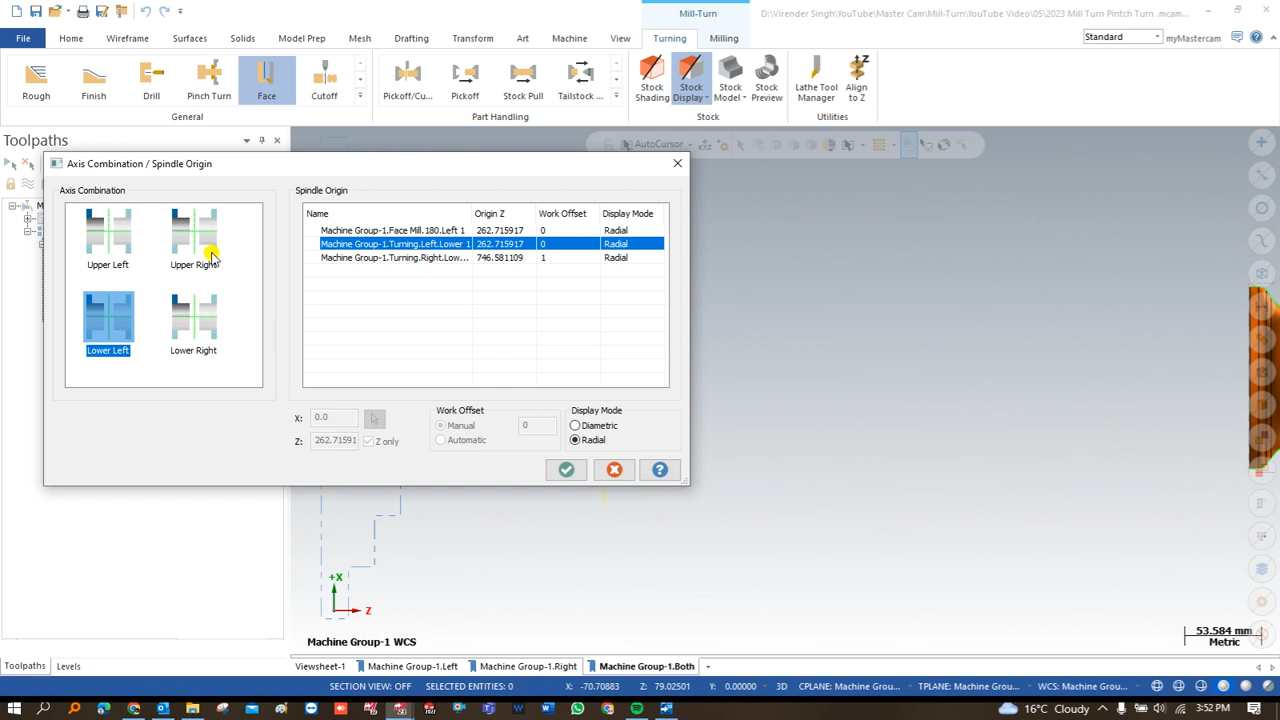 Mill-Turn
D:\Virender Singh\YouTube\Master Cam\Mill-Turn\YouTube Video\05\2023 Mill Turn Pintch Turn .mcam...
File Home Wireframe Surfaces Solids Model Prep Mesh Drafting Transform Art Machine View Turning Milling
Standard myMastercam
Rough Finish Drill Pinch Turn Face Cutoff
Pickoff/Cu... Pickoff Stock Pull Tailstock ...
Stock Shading Stock Display Stock Model Stock Preview
Lathe Tool Manager Align to Z
General Part Handling Stock Utilities
Toolpaths
AutoCursor
Axis Combination / Spindle Origin
Axis Combination
Upper Left Upper Right
Lower Left Lower Right
Spindle Origin
Name Origin Z Work Offset Display Mode
Machine Group-1.Face Mill.180.Left 1 262.715917 0 Radial
Machine Group-1.Turning.Left.Lower 1 262.715917 0 Radial
Machine Group-1.Turning.Right.Low... 746.581109 1 Radial
X: 0.0
Z: 262.71591 Z only
Work Offset
Manual 0
Automatic
Display Mode
Diametric
Radial
+X
Z
Machine Group-1 WCS
53.584 mm
Metric
Toolpaths Levels
Viewsheet-1 Machine Group-1.Left Machine Group-1.Right Machine Group-1.Both +
SECTION VIEW: OFF SELECTED ENTITIES: 0 X: -70.70883 Z: 79.02501 Y: 0.00000 3D CPLANE: Machine Grou... TPLANE: Machine Grou... WCS: Machine Grou...
16°C Cloudy 3:52 PM